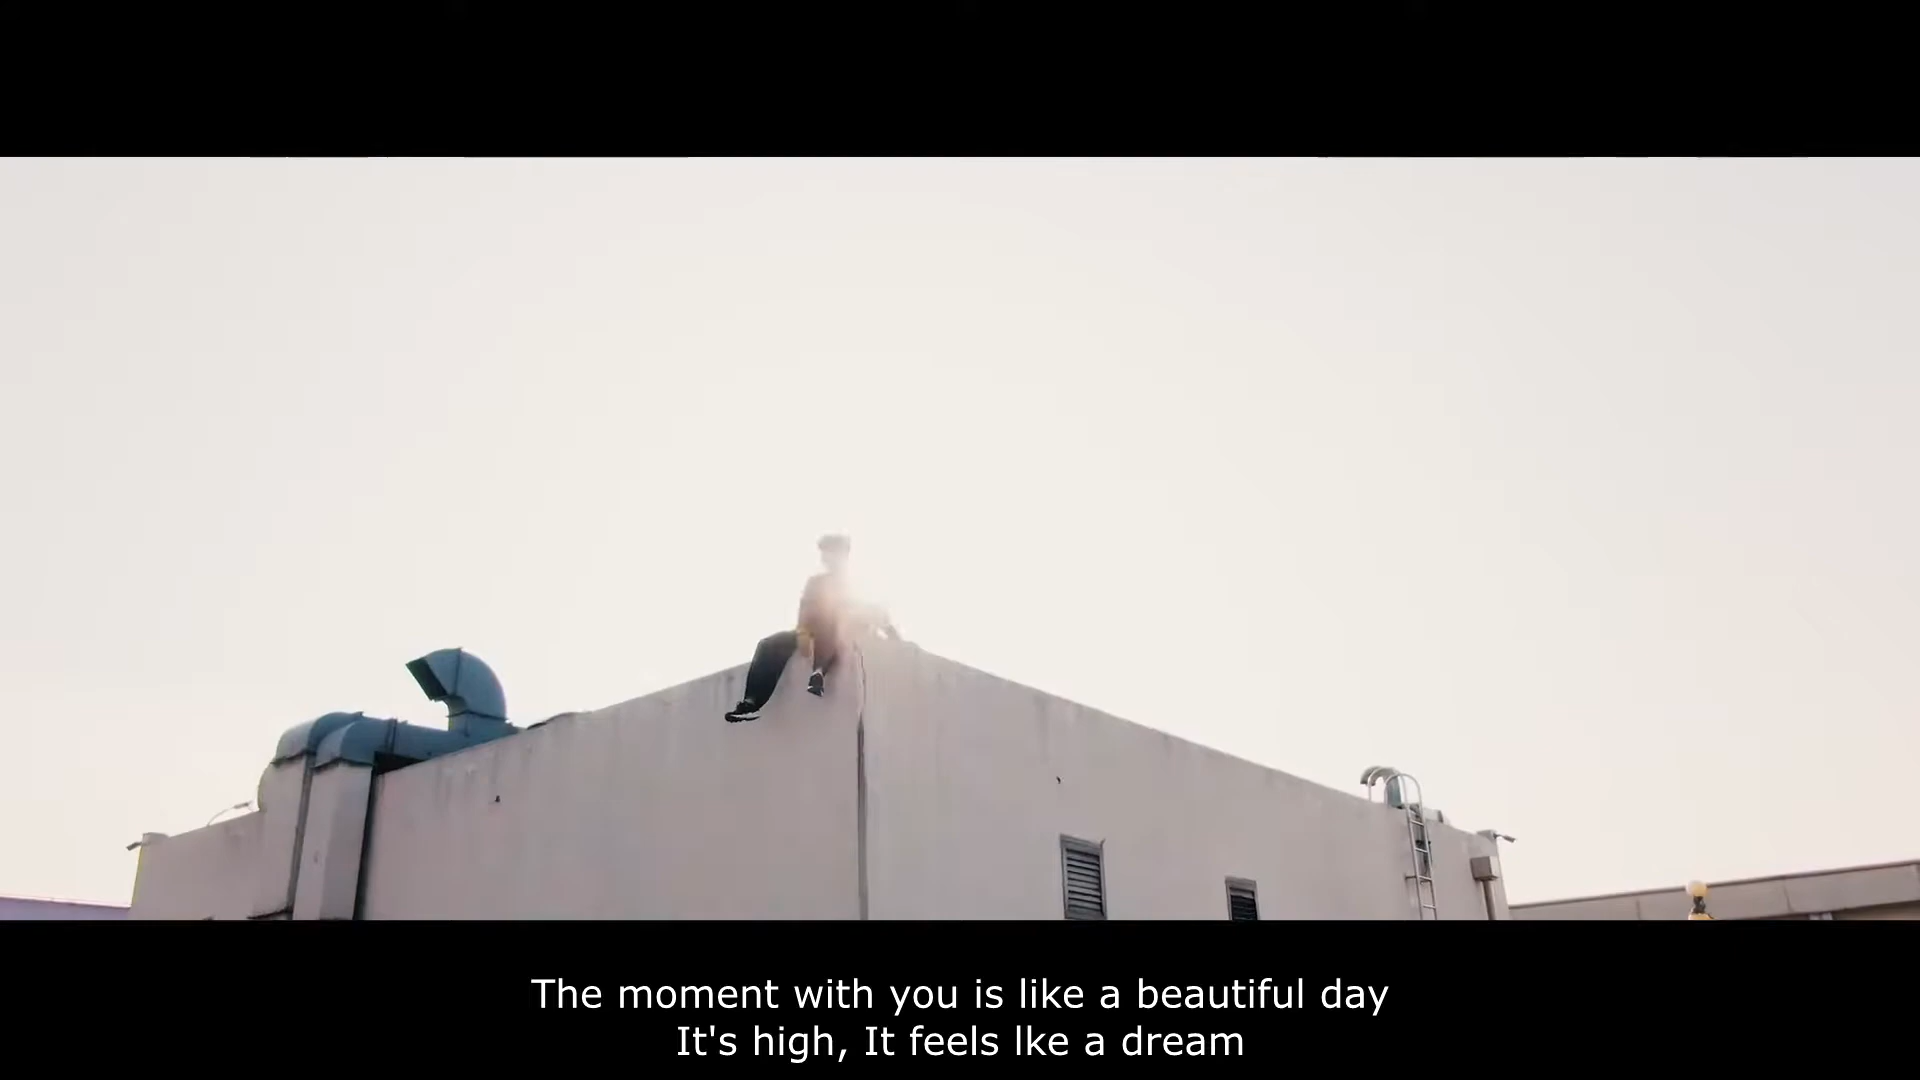 The moment with you is like a beautiful day
It's high, It feels lke a dream